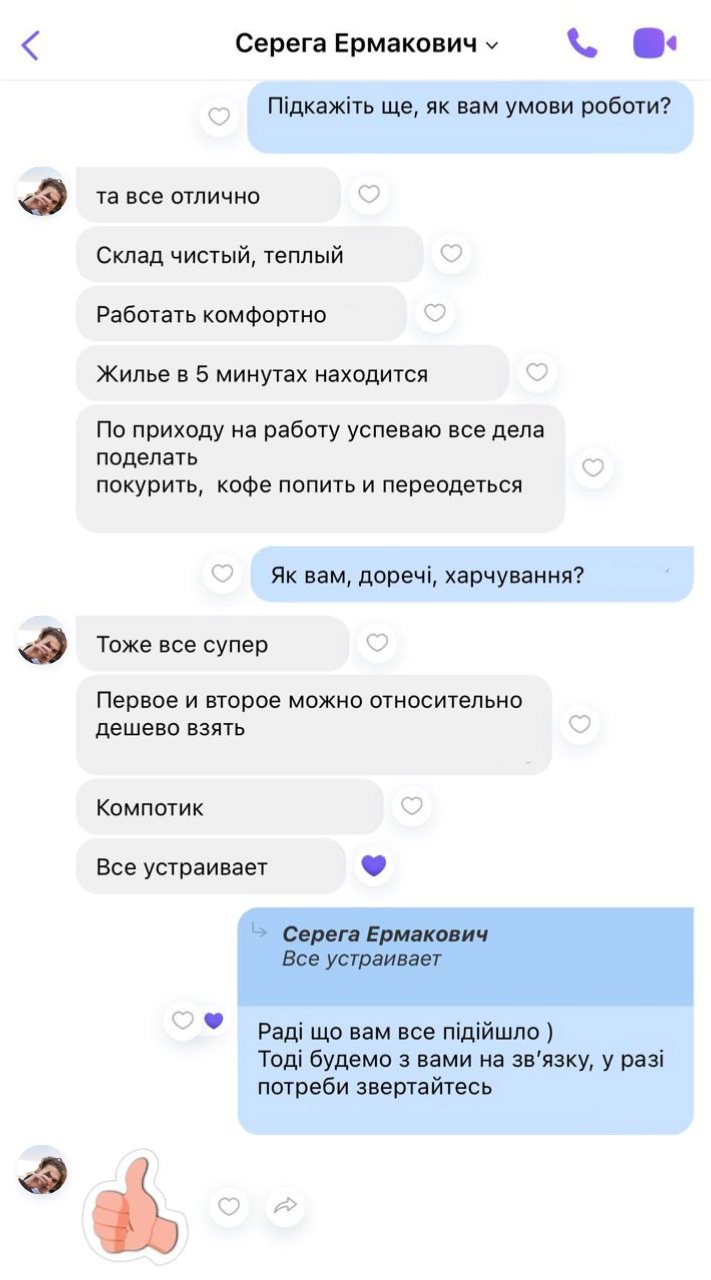 Серега Ермакович
Підкажіть ще, як вам умови роботи?
та все отлично
Склад чистый, теплый
Работать комфортно
Жилье в 5 минутах находится
По приходу на работу успеваю все дела
поделать
покурить, кофе попить и переодеться
Як вам, доречі, харчування?
Тоже все супер
Первое и второе можно относительно
дешево взять
Компотик
Все устраивает
Серега Ермакович
Все устраивает
Раді що вам все підійшло )
Тоді будемо з вами на зв’язку, у разі
потреби звертайтесь